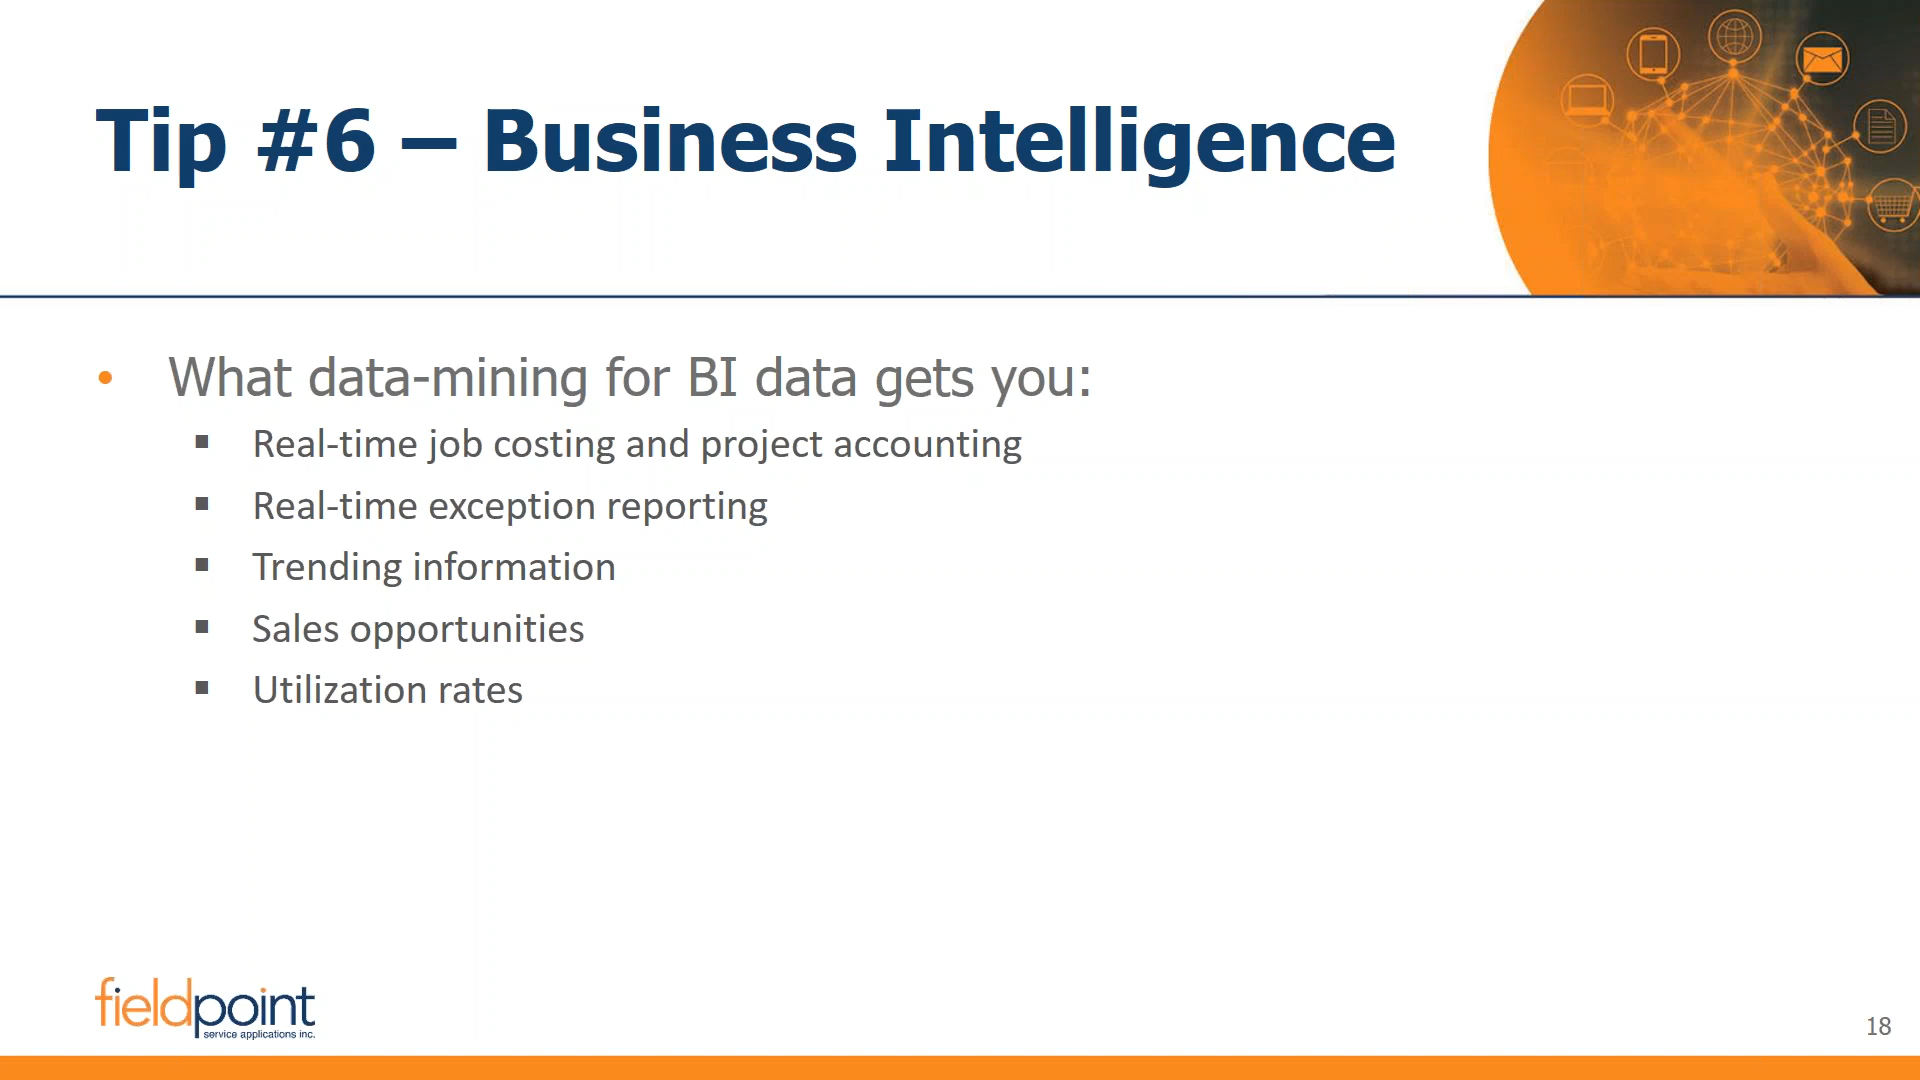 Tip #6 – Business Intelligence
• What data-mining for BI data gets you:
▪ Real-time job costing and project accounting
▪ Real-time exception reporting
▪ Trending information
▪ Sales opportunities
▪ Utilization rates
fieldpoint
service applications inc.
18